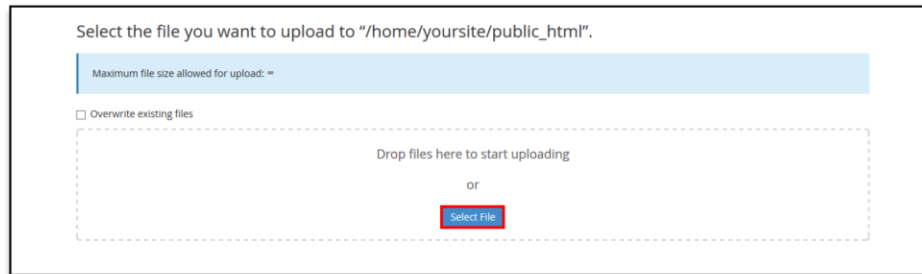 Select the file you want to upload to “/home/yoursite/public_html”.
Maximum file size allowed for upload: ∞
Overwrite existing files
Drop files here to start uploading
or
Select File